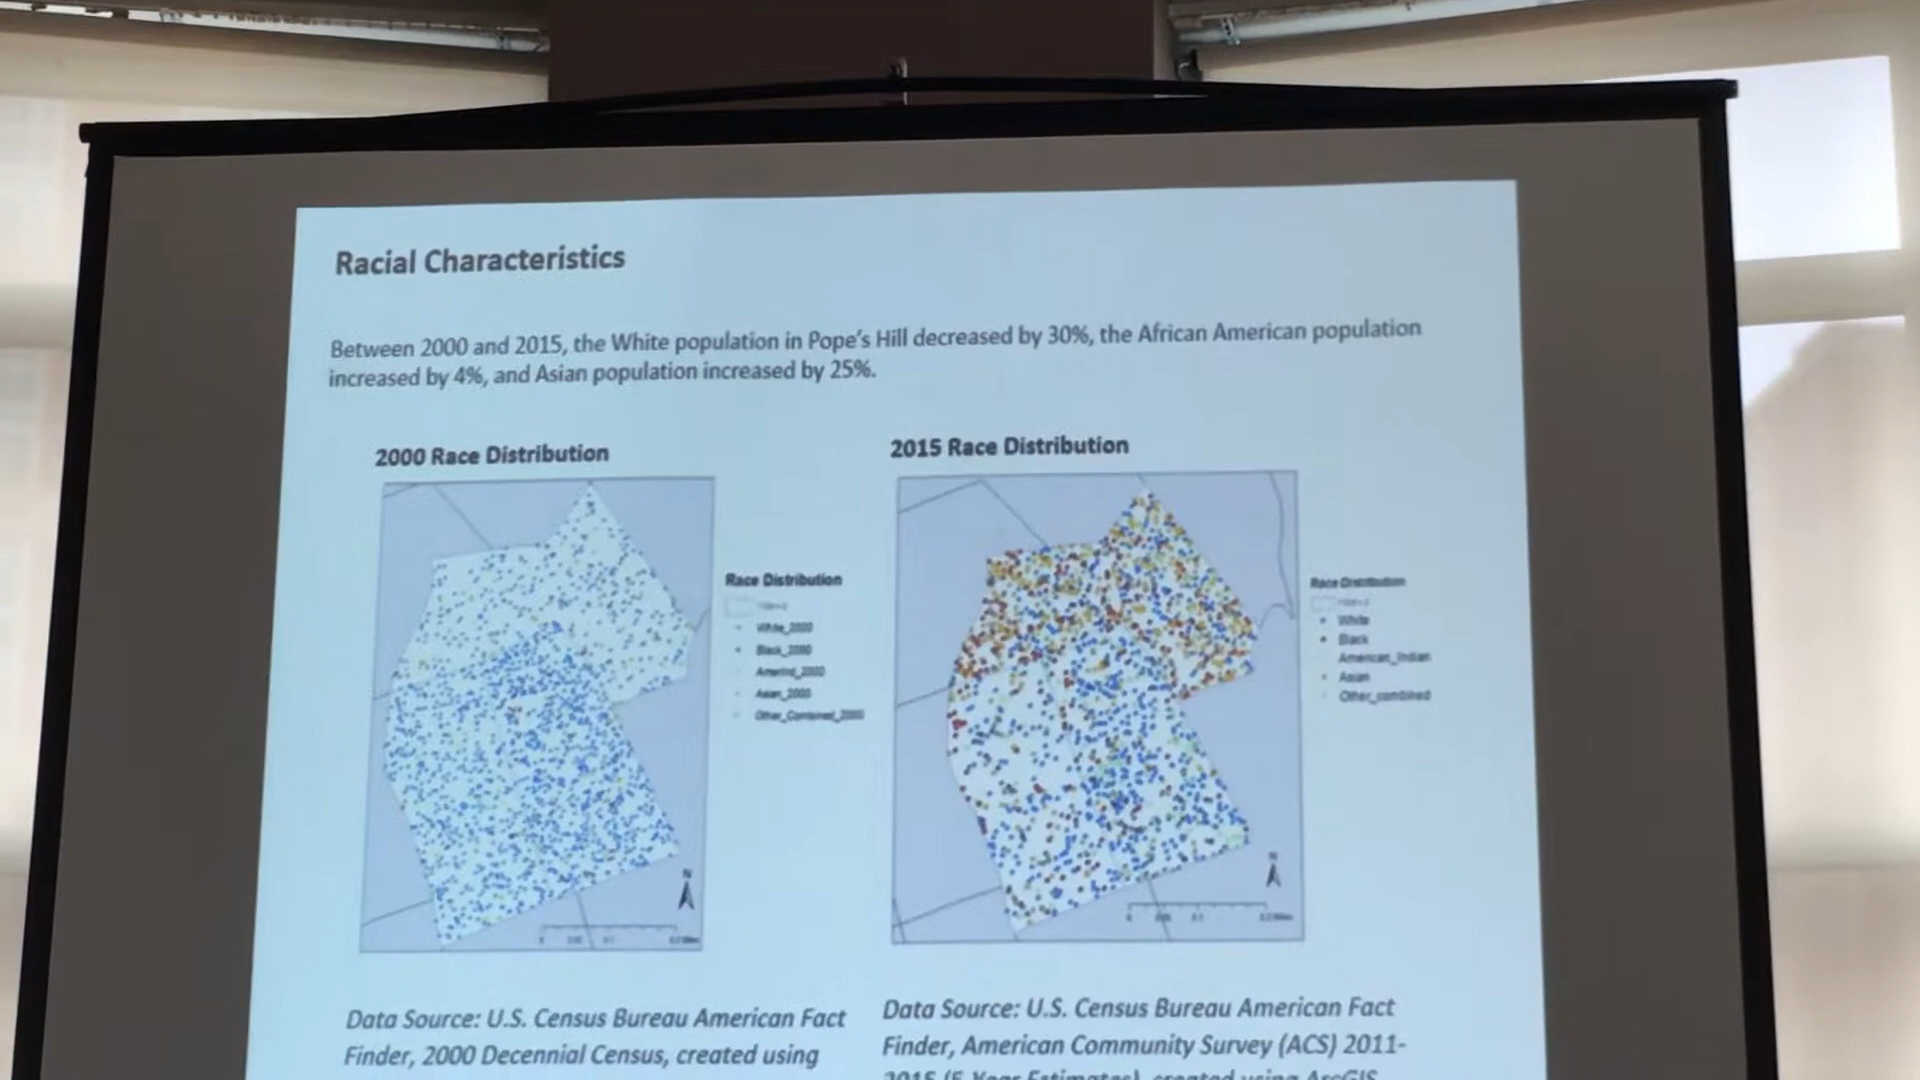 Racial Characteristics
Between 2000 and 2015, the White population in Pope's Hill decreased by 30%, the African American population
increased by 4%, and Asian population increased by 25%.
2000 Race Distribution
Race Distribution
White_2000
Black_2000
Amerind_2000
Asian_2000
Other_Combined_2000
N
0
2015 Race Distribution
Race Distribution
White
Black
American_Indian
Asian
Other_combined
N
0
Data Source: U.S. Census Bureau American Fact
Finder, 2000 Decennial Census, created using
Data Source: U.S. Census Bureau American Fact
Finder, American Community Survey (ACS) 2011-
2015 (5-Year Estimates), created using ArcGIS